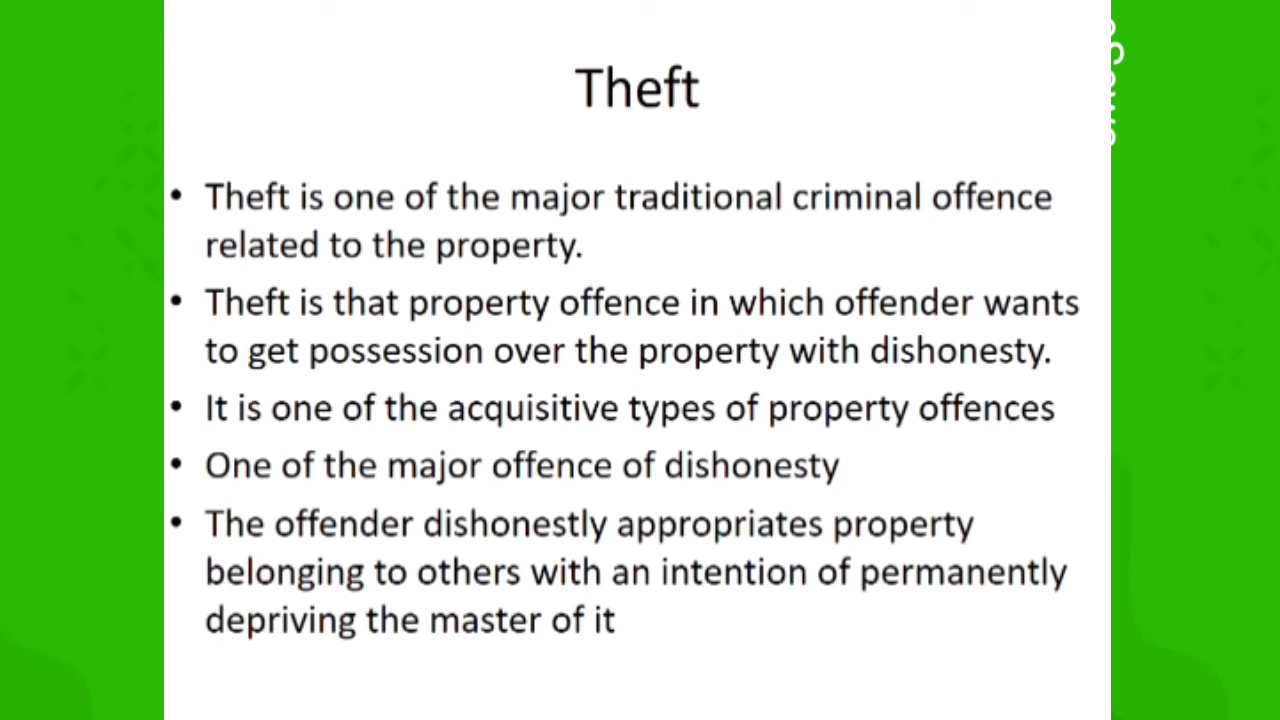 Theft
• Theft is one of the major traditional criminal offence
related to the property.
• Theft is that property offence in which offender wants
to get possession over the property with dishonesty.
• It is one of the acquisitive types of property offences
• One of the major offence of dishonesty
• The offender dishonestly appropriates property
belonging to others with an intention of permanently
depriving the master of it